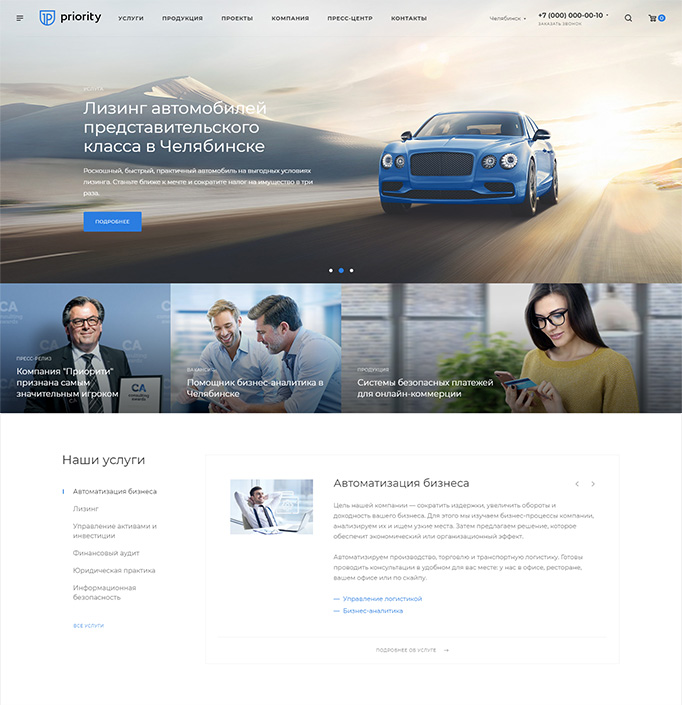 priority
УСЛУГИ ПРОДУКЦИЯ ПРОЕКТЫ КОМПАНИЯ ПРЕСС-ЦЕНТР КОНТАКТЫ
Челябинск
+7 (000) 000-00-10
ЗАКАЗАТЬ ЗВОНОК
0
УСЛУГИ
Лизинг автомобилей
представительского
класса в Челябинске
Роскошный, быстрый, практичный автомобиль на выгодных условиях
лизинга. Станьте ближе к мечте и сократите налог на имущество в три
раза.
ПОДРОБНЕЕ
CA
consulting
awards
ПРЕСС-РЕЛИЗ
Компания "ПриоритИ"
признана самым
значительным игроком
ВАКАНСИЯ
Помощник бизнес-аналитика в
Челябинске
ПРОДУКЦИЯ
Системы безопасных платежей
для онлайн-коммерции
Наши услуги
Автоматизация бизнеса
Лизинг
Управление активами и
инвестиции
Финансовый аудит
Юридическая практика
Информационная
безопасность
ВСЕ УСЛУГИ
Автоматизация бизнеса
Цель нашей компании — сократить издержки, увеличить обороты и
доходность вашего бизнеса. Для этого мы изучаем бизнес-процессы компании,
анализируем их и ищем узкие места. Затем предлагаем решение, которое
обеспечит экономический или организационный эффект.
Автоматизируем производство, торговлю и транспортную логистику. Готовы
проводить консультации в удобном для вас месте: у нас в офисе, ресторане,
вашем офисе или по скайпу.
— Управление логистикой
— Бизнес-аналитика
ПОДРОБНЕЕ ОБ УСЛУГЕ →